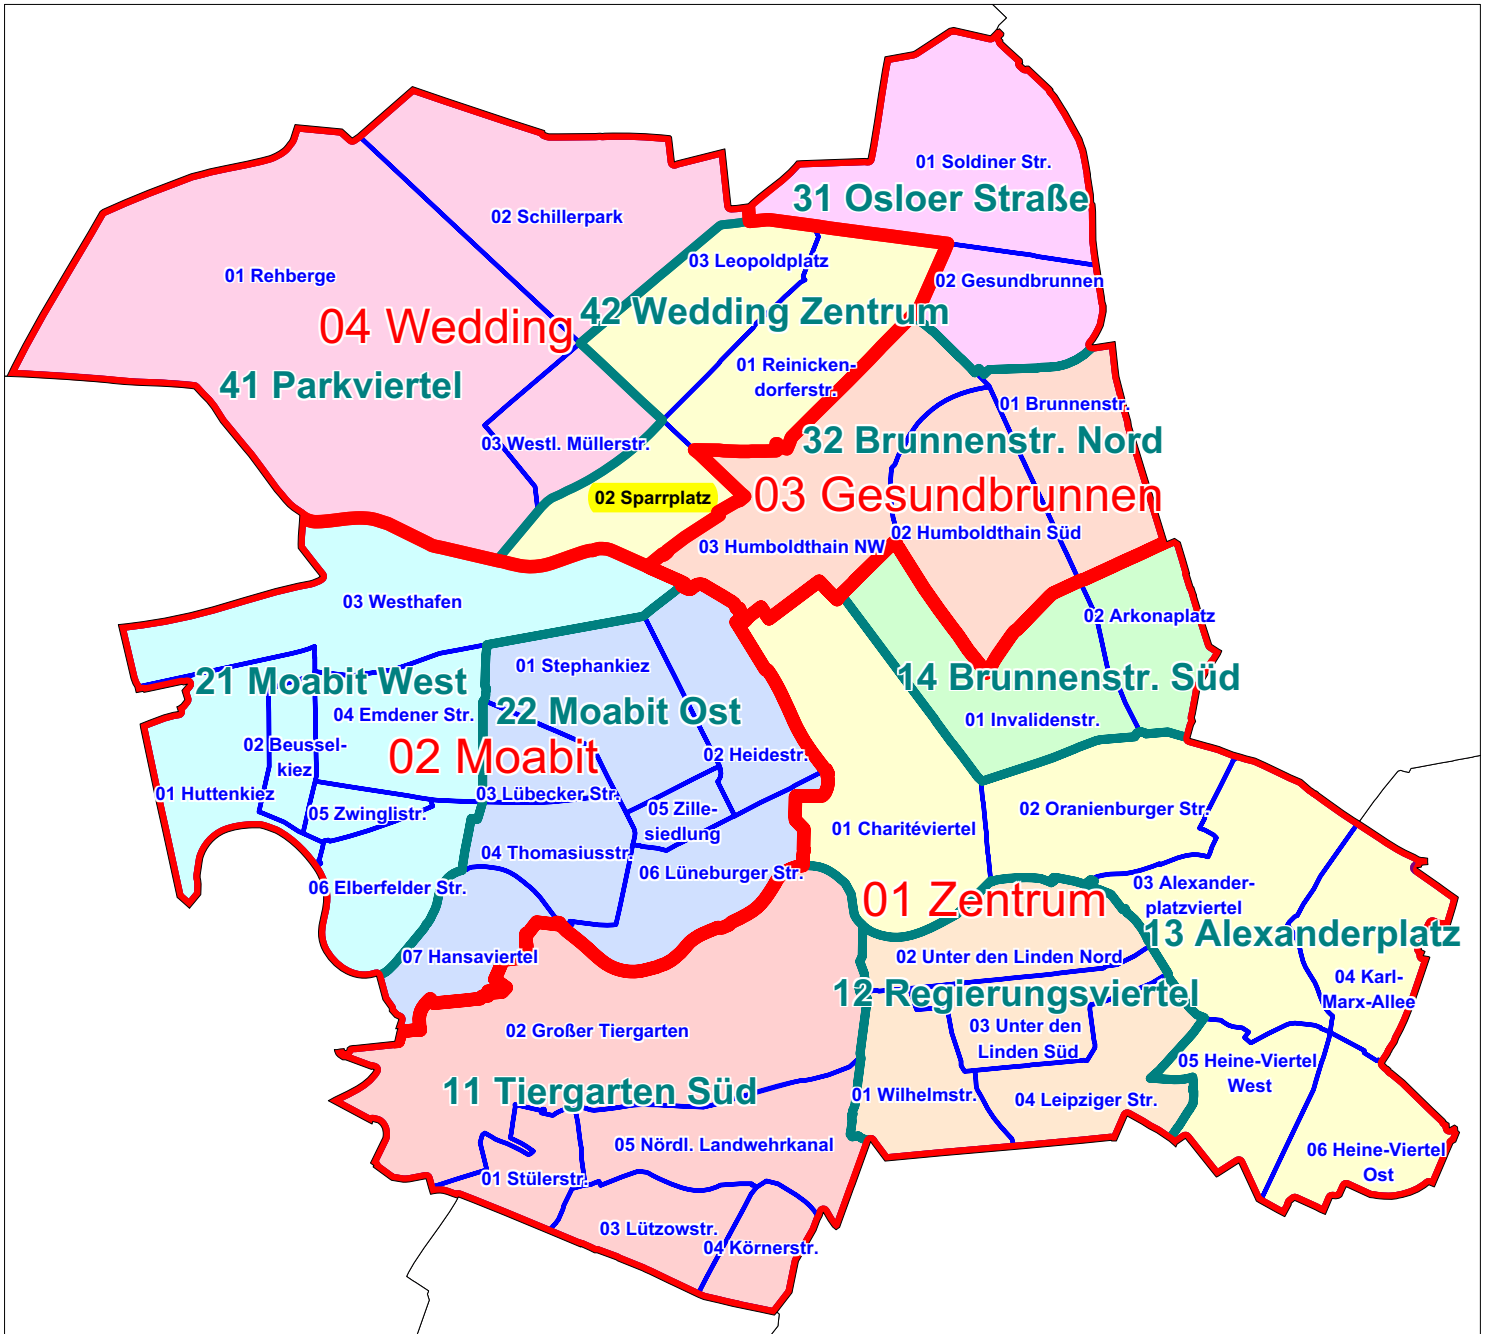 01 Soldiner Str.
31 Osloer Straße
02 Schillerpark
03 Leopoldplatz
01 Rehberge
02 Gesundbrunnen
04 Wedding
42 Wedding Zentrum
41 Parkviertel
01 Reinicken-
dorferstr.
01 Brunnenstr.
03 Westl. Müllerstr.
32 Brunnenstr. Nord
02 Sparrplatz
03 Gesundbrunnen
03 Humboldthain NW
02 Humboldthain Süd
03 Westhafen
02 Arkonaplatz
01 Stephankiez
21 Moabit West
14 Brunnenstr. Süd
04 Emdener Str.
22 Moabit Ost
01 Invalidenstr.
02 Beussel-
kiez
02 Moabit
02 Heidestr.
01 Huttenkiez
03 Lübecker Str.
05 Zwinglistr.
05 Zille-
siedlung
01 Charitéviertel
02 Oranienburger Str.
04 Thomasiusstr.
06 Lüneburger Str.
06 Elberfelder Str.
01 Zentrum
03 Alexander-
platzviertel
13 Alexanderplatz
07 Hansaviertel
02 Unter den Linden Nord
12 Regierungsviertel
04 Karl-
Marx-Allee
02 Großer Tiergarten
03 Unter den
Linden Süd
05 Heine-Viertel
West
11 Tiergarten Süd
01 Wilhelmstr.
04 Leipziger Str.
05 Nördl. Landwehrkanal
06 Heine-Viertel
Ost
01 Stülerstr.
03 Lützowstr.
04 Körnerstr.